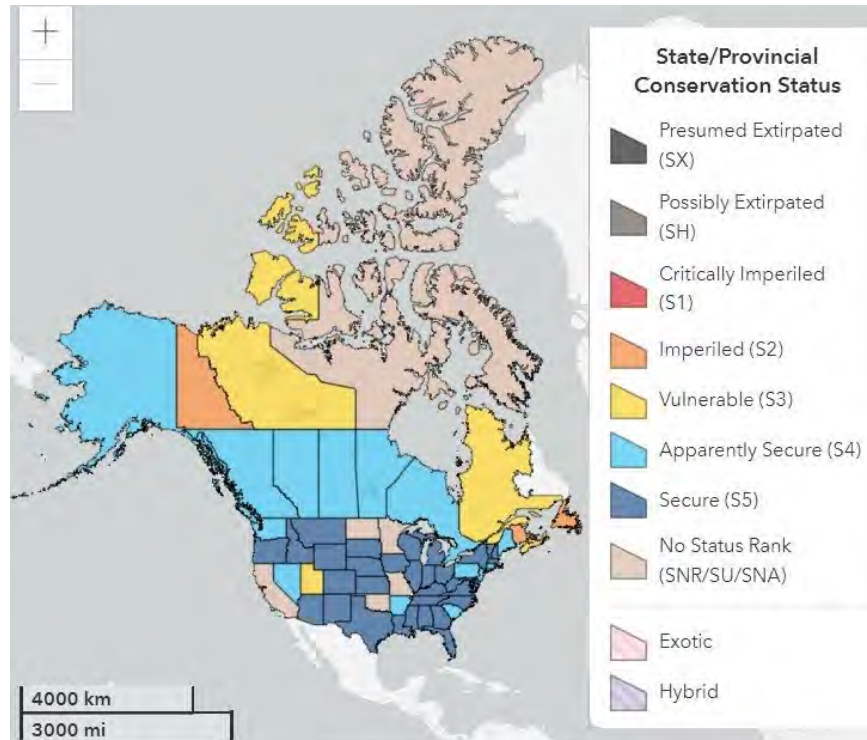 +
−
State/Provincial
Conservation Status
Presumed Extirpated
(SX)
Possibly Extirpated
(SH)
Critically Imperiled
(S1)
Imperiled (S2)
Vulnerable (S3)
Apparently Secure (S4)
Secure (S5)
No Status Rank
(SNR/SU/SNA)
Exotic
Hybrid
4000 km
3000 mi